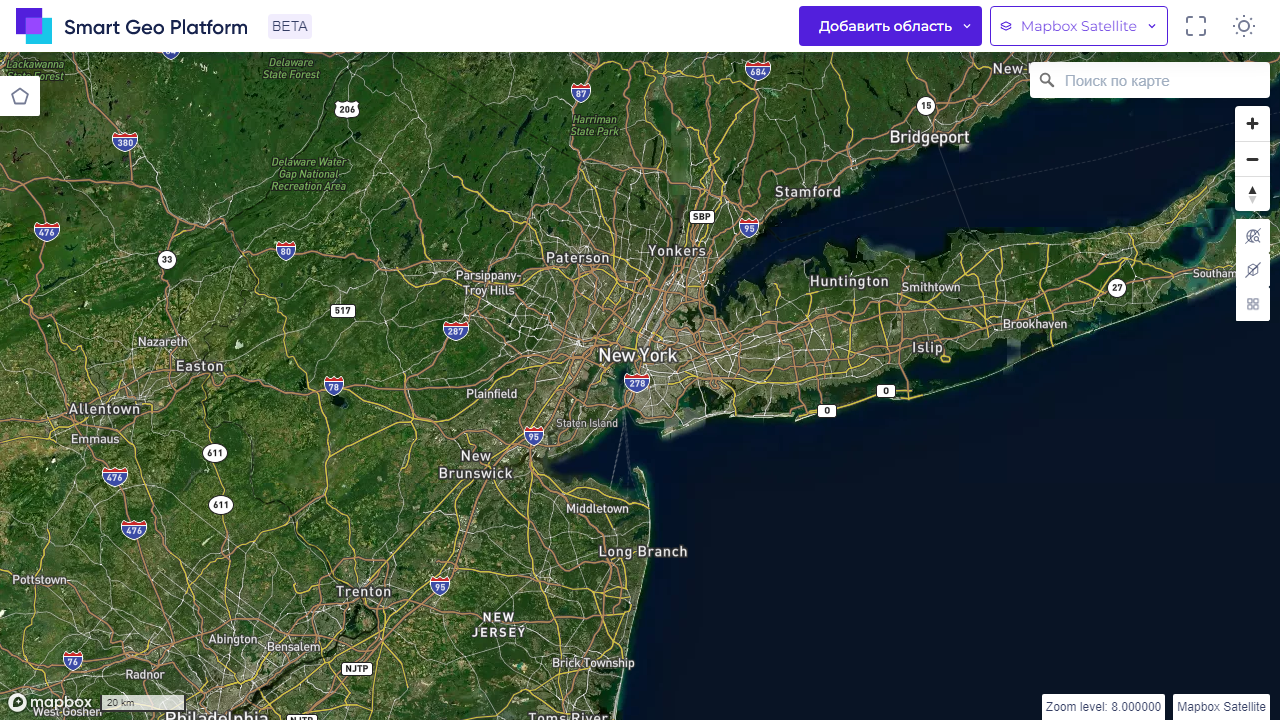 Smart Geo Platform
BETA
Добавить область
Mapbox Satellite
Поиск по карте
Lackawanna
State Forest
Delaware
State Forest
84
684
87
206
New-
15
Harriman
State Park
Bridgeport
380
Delaware Water
Gap National
Recreation Area
Stamford
SBP
476
95
33
80
Yonkers
Paterson
Parsippany-
Troy Hills
Huntington
Smithtown
27
Southam
517
287
Brookhaven
Nazareth
Islip
New York
Easton
278
78
0
0
Plainfield
Allentown
Staten Island
Emmaus
95
611
New
Brunswick
476
611
Middletown
476
Long Branch
Pottstown
95
Trenton
NEW
JERSEY
Abington
Bensalem
76
NJTP
Brick Township
Radnor
mapbox
20 km
West Goshen
Philadelphia
NJTP
Toms River
Zoom level: 8.000000
Mapbox Satellite